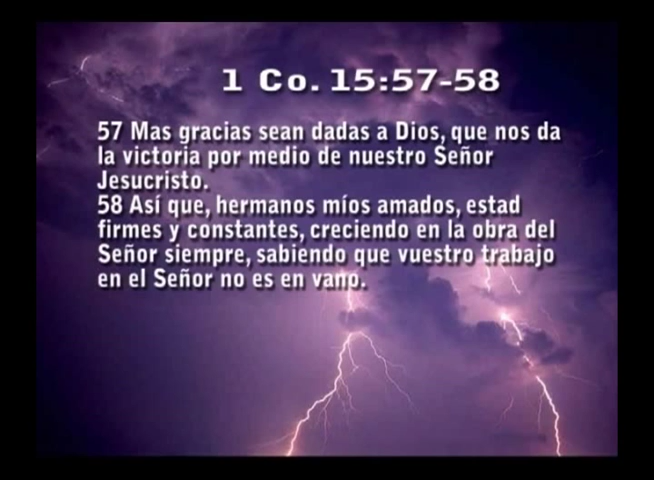 1 Co. 15:57-58
57 Mas gracias sean dadas a Dios, que nos da
la victoria por medio de nuestro Señor
Jesucristo.
58 Así que, hermanos míos amados, estad
firmes y constantes, creciendo en la obra del
Señor siempre, sabiendo que vuestro trabajo
en el Señor no es en vano.